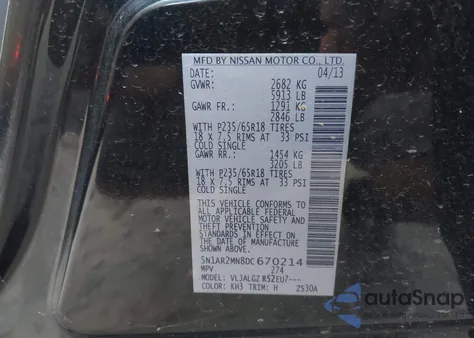 MFD BY NISSAN MOTOR CO., LTD.
DATE: 04/13
GVWR: 2682 KG
5913 LB
GAWR FR.: 1291 KG
2846 LB
WITH P235/65R18 TIRES
18 X 7.5 RIMS AT 33 PSI
COLD SINGLE
GAWR RR.: 1454 KG
3205 LB
WITH P235/65R18 TIRES
18 X 7.5 RIMS AT 33 PSI
COLD SINGLE
THIS VEHICLE CONFORMS TO
ALL APPLICABLE FEDERAL
MOTOR VEHICLE SAFETY
STANDARDS AND BUMPER
THEFT PREVENTION
STANDARDS IN EFFECT ON
THE DATE OF MANUFACTURE
SHOWN ABOVE.
5N1AR2MN8DC670214
MPV 274
MODEL: VLJALGZ R52EU7---
COLOR: KH3 TRIM: H 2530A
autoSnap